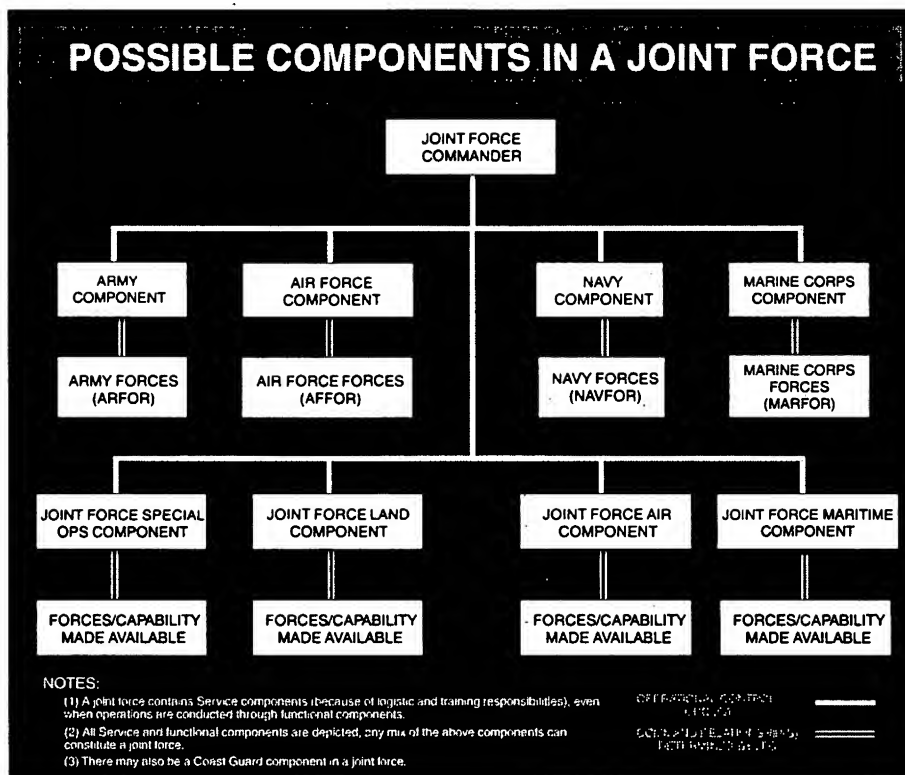 POSSIBLE COMPONENTS IN A JOINT FORCE
JOINT FORCE
COMMANDER
ARMY
COMPONENT
AIR FORCE
COMPONENT
NAVY
COMPONENT
MARINE CORPS
COMPONENT
ARMY FORCES
(ARFOR)
AIR FORCE FORCES
(AFFOR)
NAVY FORCES
(NAVFOR)
MARINE CORPS
FORCES
(MARFOR)
JOINT FORCE SPECIAL
OPS COMPONENT
JOINT FORCE LAND
COMPONENT
JOINT FORCE AIR
COMPONENT
JOINT FORCE MARITIME
COMPONENT
FORCES/CAPABILITY
MADE AVAILABLE
FORCES/CAPABILITY
MADE AVAILABLE
FORCES/CAPABILITY
MADE AVAILABLE
FORCES/CAPABILITY
MADE AVAILABLE
NOTES:
(1) A joint force contains Service components (because of logistic and training responsibilities), even
when operations are conducted through functional components.
(2) All Service and functional components are depicted, any mix of the above components can
constitute a joint force.
(3) There may also be a Coast Guard component in a joint force.
OPERATIONAL CONTROL